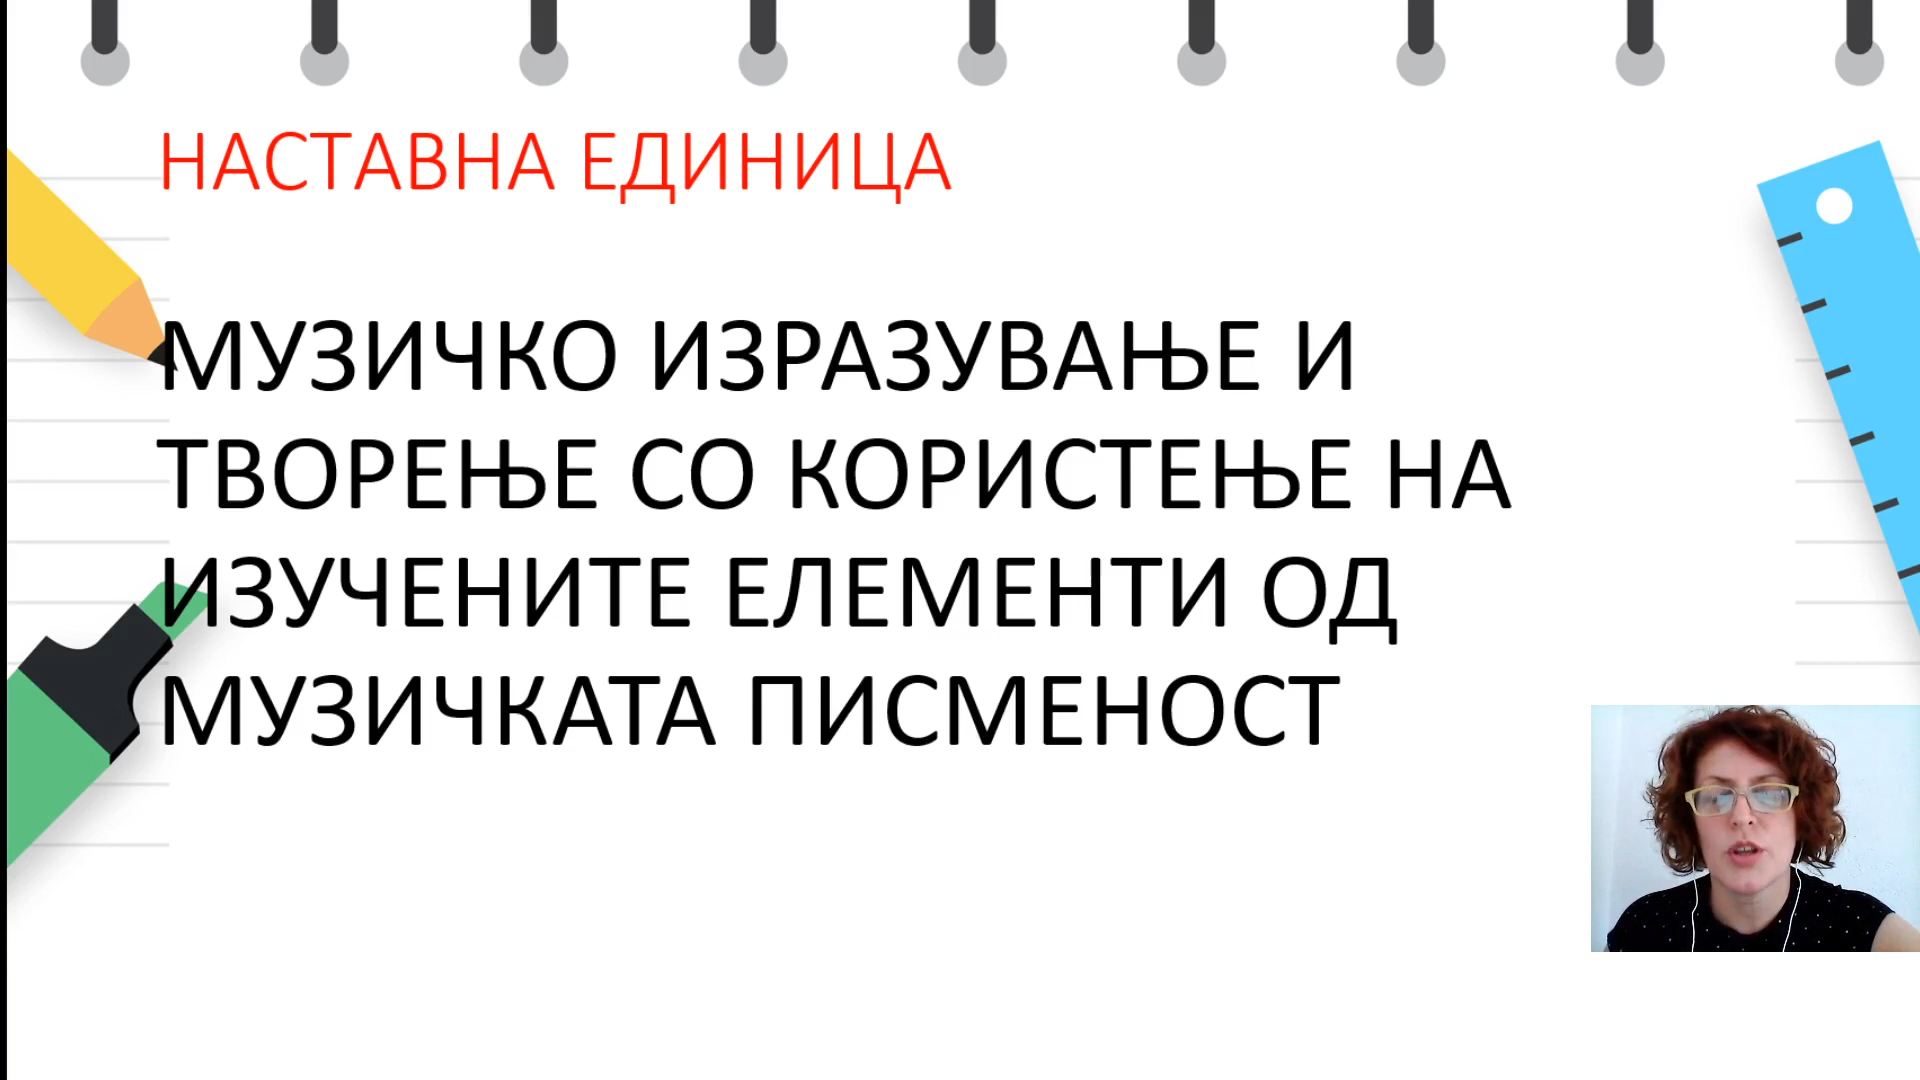 НАСТАВНА ЕДИНИЦА
МУЗИЧКО ИЗРАЗУВАЊЕ И
ТВОРЕЊЕ СО КОРИСТЕЊЕ НА
ИЗУЧЕНИТЕ ЕЛЕМЕНТИ ОД
МУЗИЧКАТА ПИСМЕНОСТ